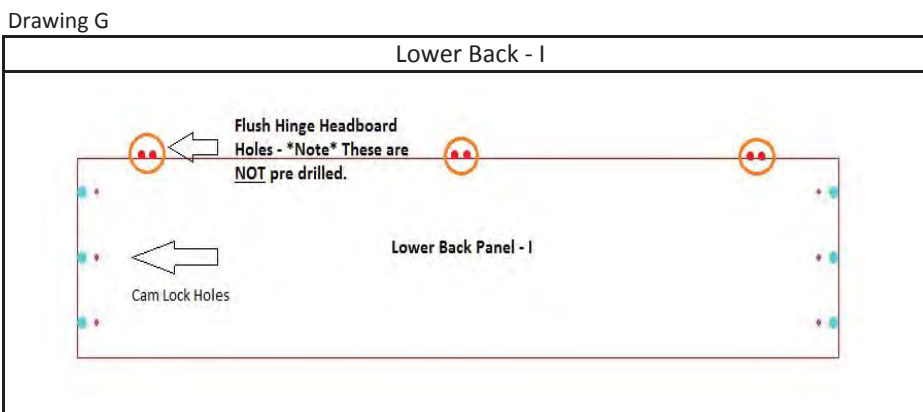 Drawing G
Lower Back - I
Flush Hinge Headboard
Holes - *Note* These are
NOT pre drilled.
Lower Back Panel - I
Cam Lock Holes